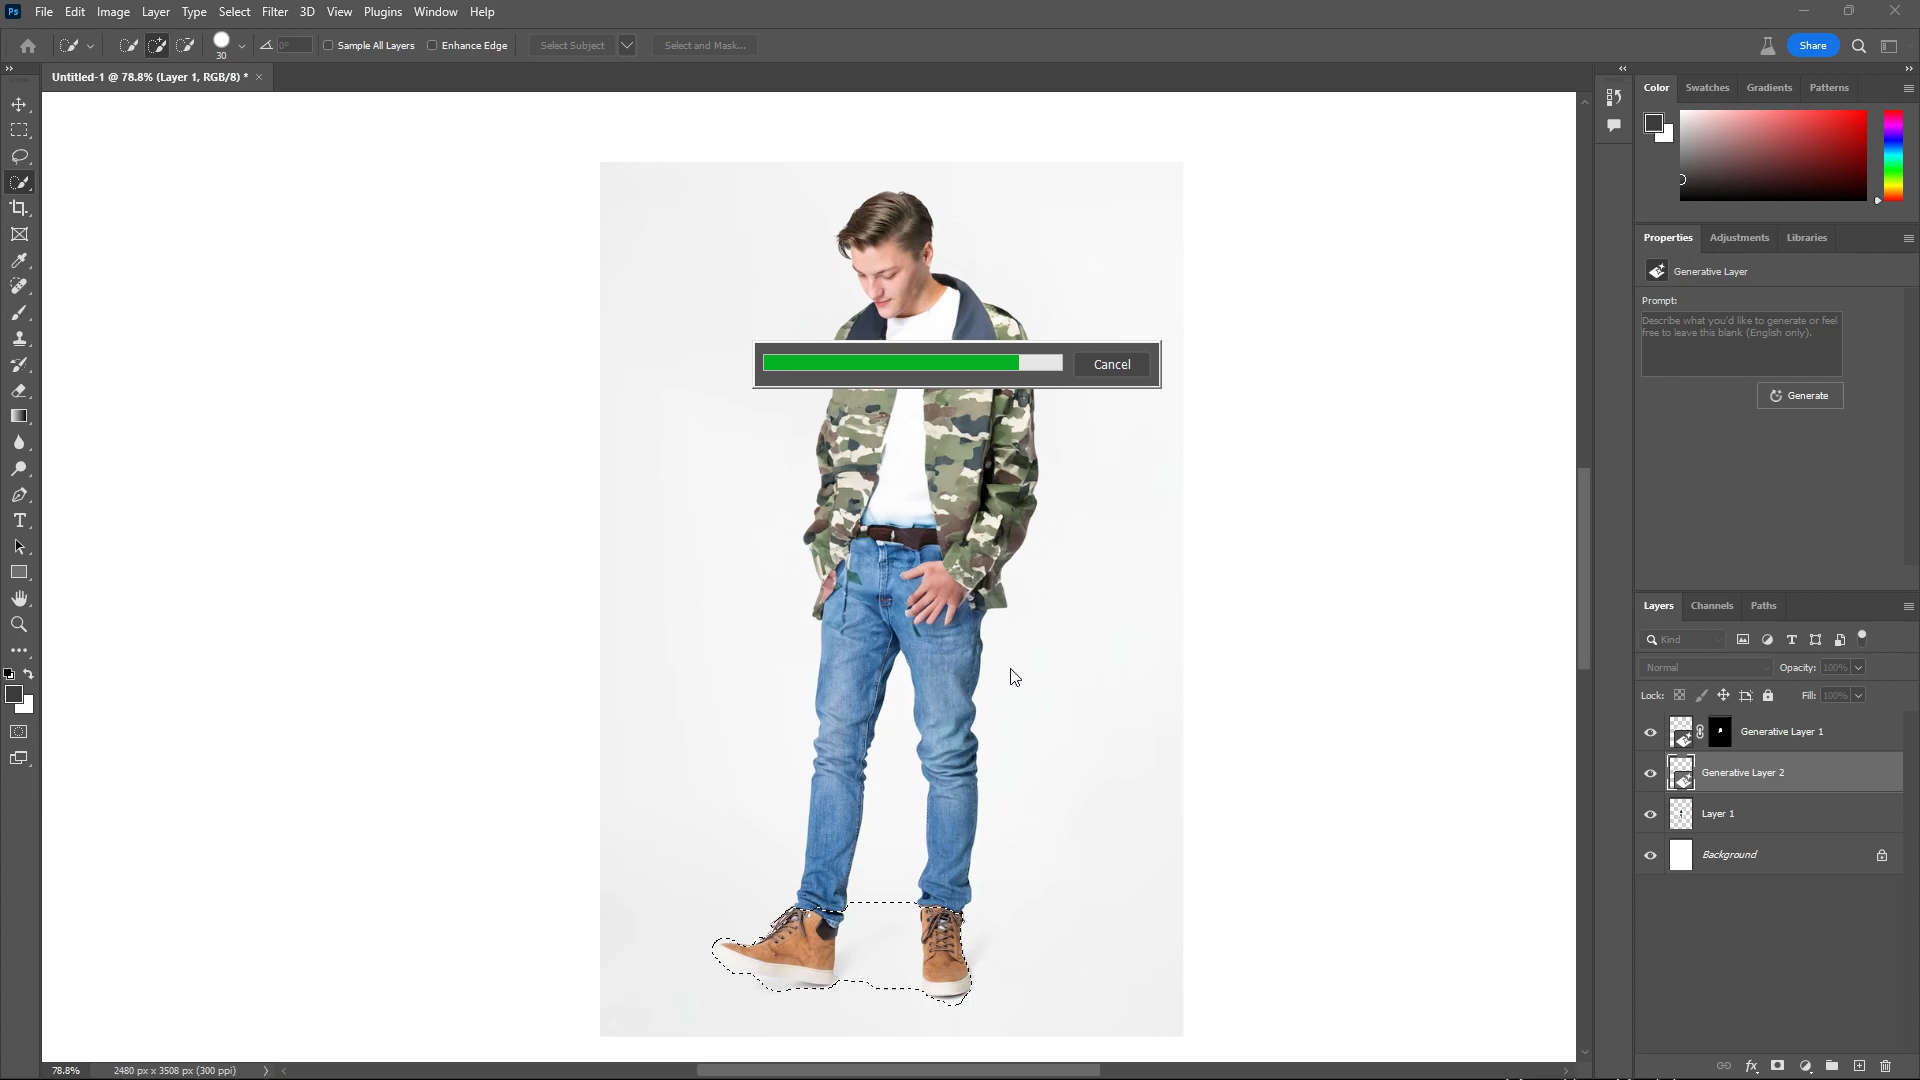 Ps File Edit Image Layer Type Select Filter 3D View Plugins Window Help
30 0° Sample All Layers Enhance Edge Select Subject Select and Mask... Share
Untitled-1 @ 78.8% (Layer 1, RGB/8) * ×
Color Swatches Gradients Patterns
Properties Adjustments Libraries
Generative Layer
Prompt:
Describe what you'd like to generate or feel
free to leave this blank (English only).
Generate
Cancel
Layers Channels Paths
Kind
Normal Opacity: 100%
Lock: Fill: 100%
Generative Layer 1
Generative Layer 2
Layer 1
Background
78.8% 2480 px x 3508 px (300 ppi)